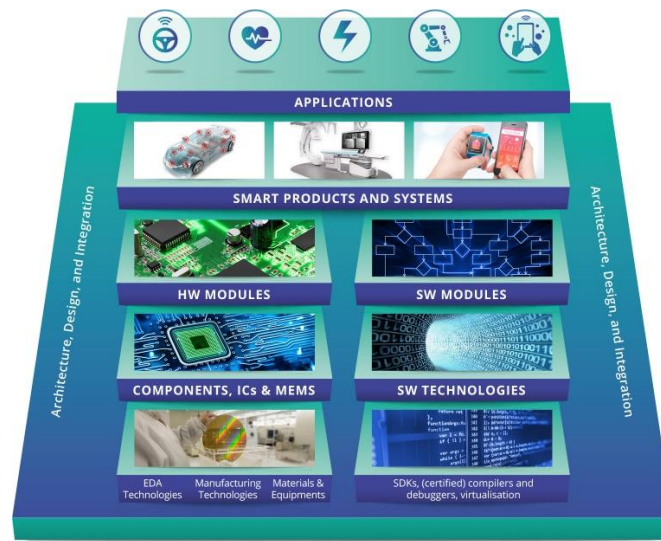 APPLICATIONS
SMART PRODUCTS AND SYSTEMS
Architecture, Design, and Integration
Architecture, Design, and Integration
HW MODULES
SW MODULES
COMPONENTS, ICs & MEMS
SW TECHNOLOGIES
EDA
Technologies
Manufacturing
Technologies
Materials &
Equipments
SDKs, (certified) compilers and
debuggers, virtualisation